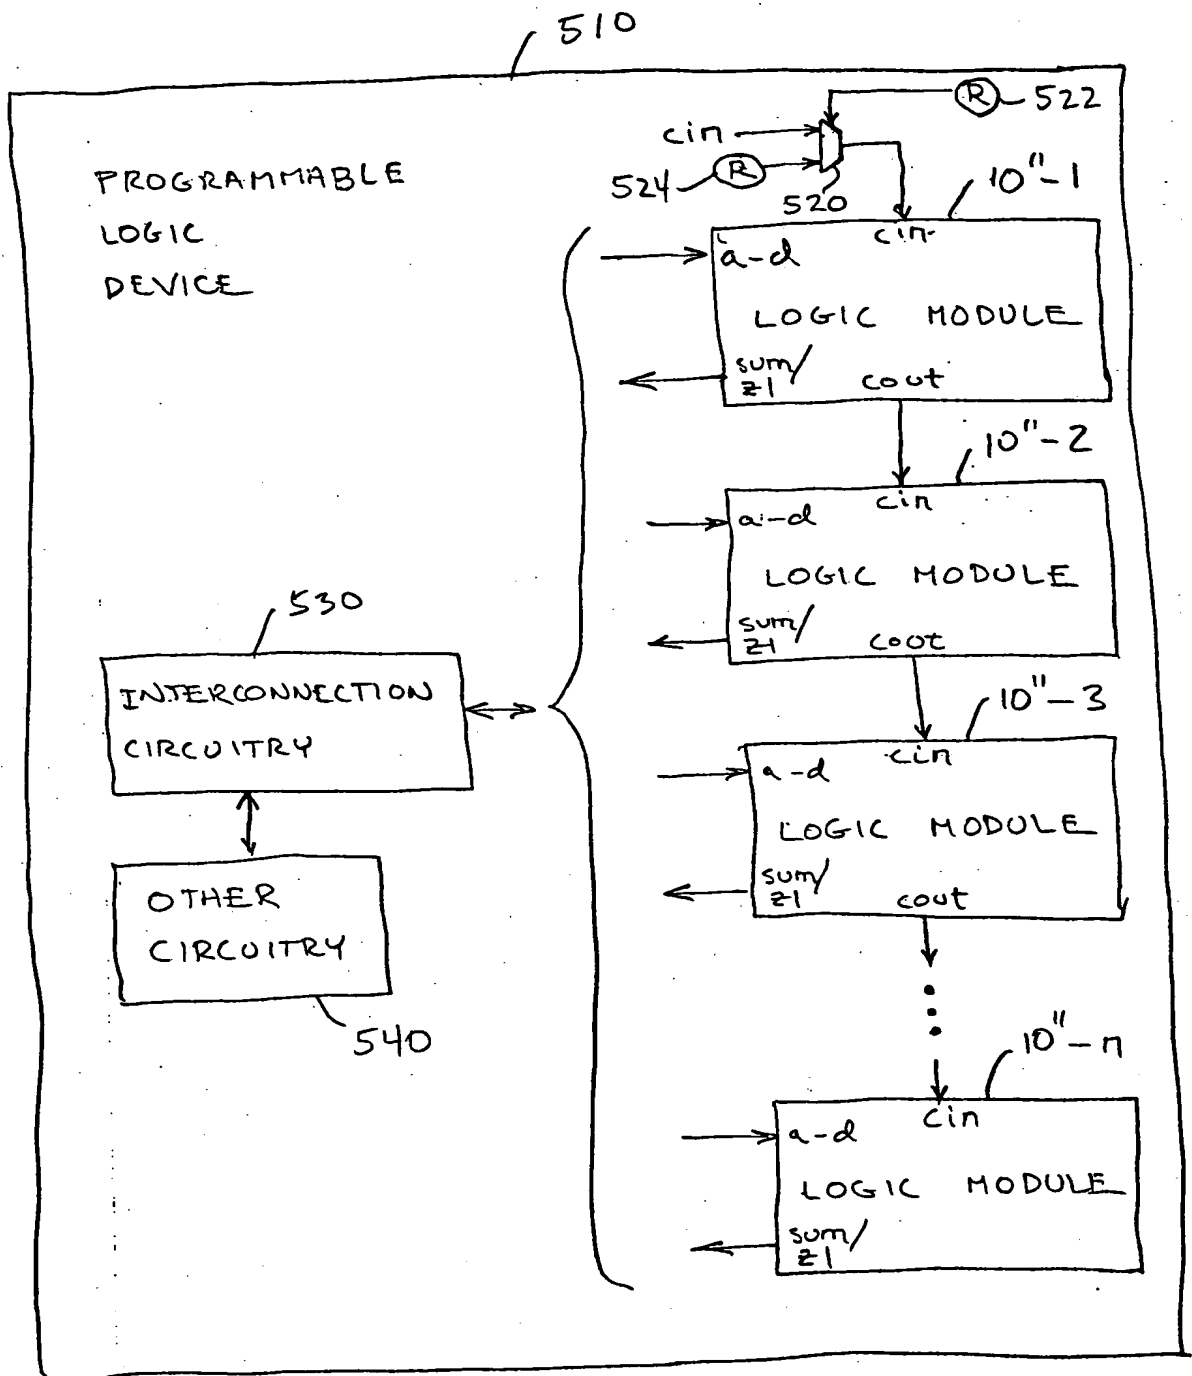 510
PROGRAMMABLE
LOGIC
DEVICE
cin
R
522
R
524
520
10"-1
cin
a-d
LOGIC MODULE
sum/
z1
cout
10"-2
cin
a-d
LOGIC MODULE
sum/
z1
cout
530
INTERCONNECTION
CIRCUITRY
10"-3
cin
a-d
LOGIC MODULE
sum/
z1
cout
OTHER
CIRCUITRY
540
10"-n
cin
a-d
LOGIC MODULE
sum/
z1